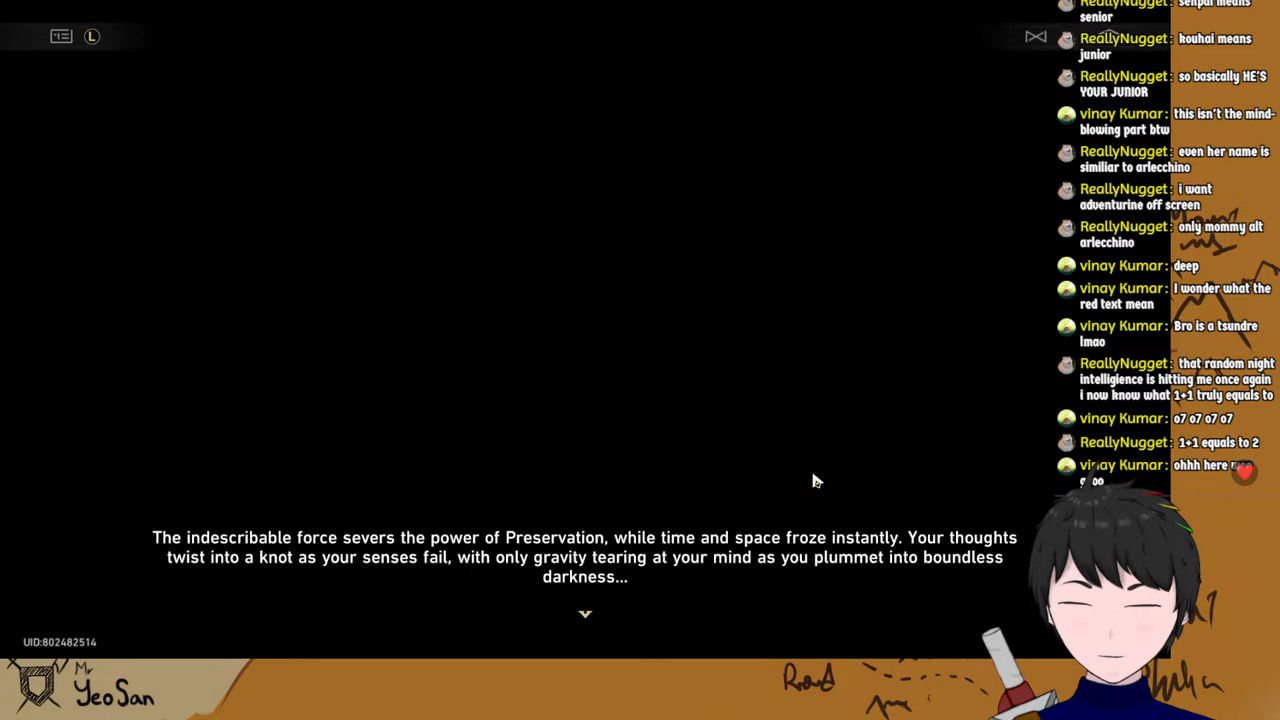 L
ReallyNugget: senpai means
senior
ReallyNugget: kouhai means
junior
ReallyNugget: so basically HE'S
YOUR JUNIOR
vinay Kumar: this isn't the mind-
blowing part btw
ReallyNugget: even her name is
similiar to arlecchino
ReallyNugget: i want
adventurine off screen
ReallyNugget: only mommy alt
arlecchino
vinay Kumar: deep
vinay Kumar: I wonder what the
red text mean
vinay Kumar: Bro is a tsundre
lmao
ReallyNugget: that random night
intelligience is hitting me once again
i now know what 1+1 truly equals to
vinay Kumar: o7 o7 o7 o7
ReallyNugget: 1+1 equals to 2
vinay Kumar: ohhh here
The indescribable force severs the power of Preservation, while time and space froze instantly. Your thoughts
twist into a knot as your senses fail, with only gravity tearing at your mind as you plummet into boundless
darkness...
UID:802482514
Mr
YeoSan